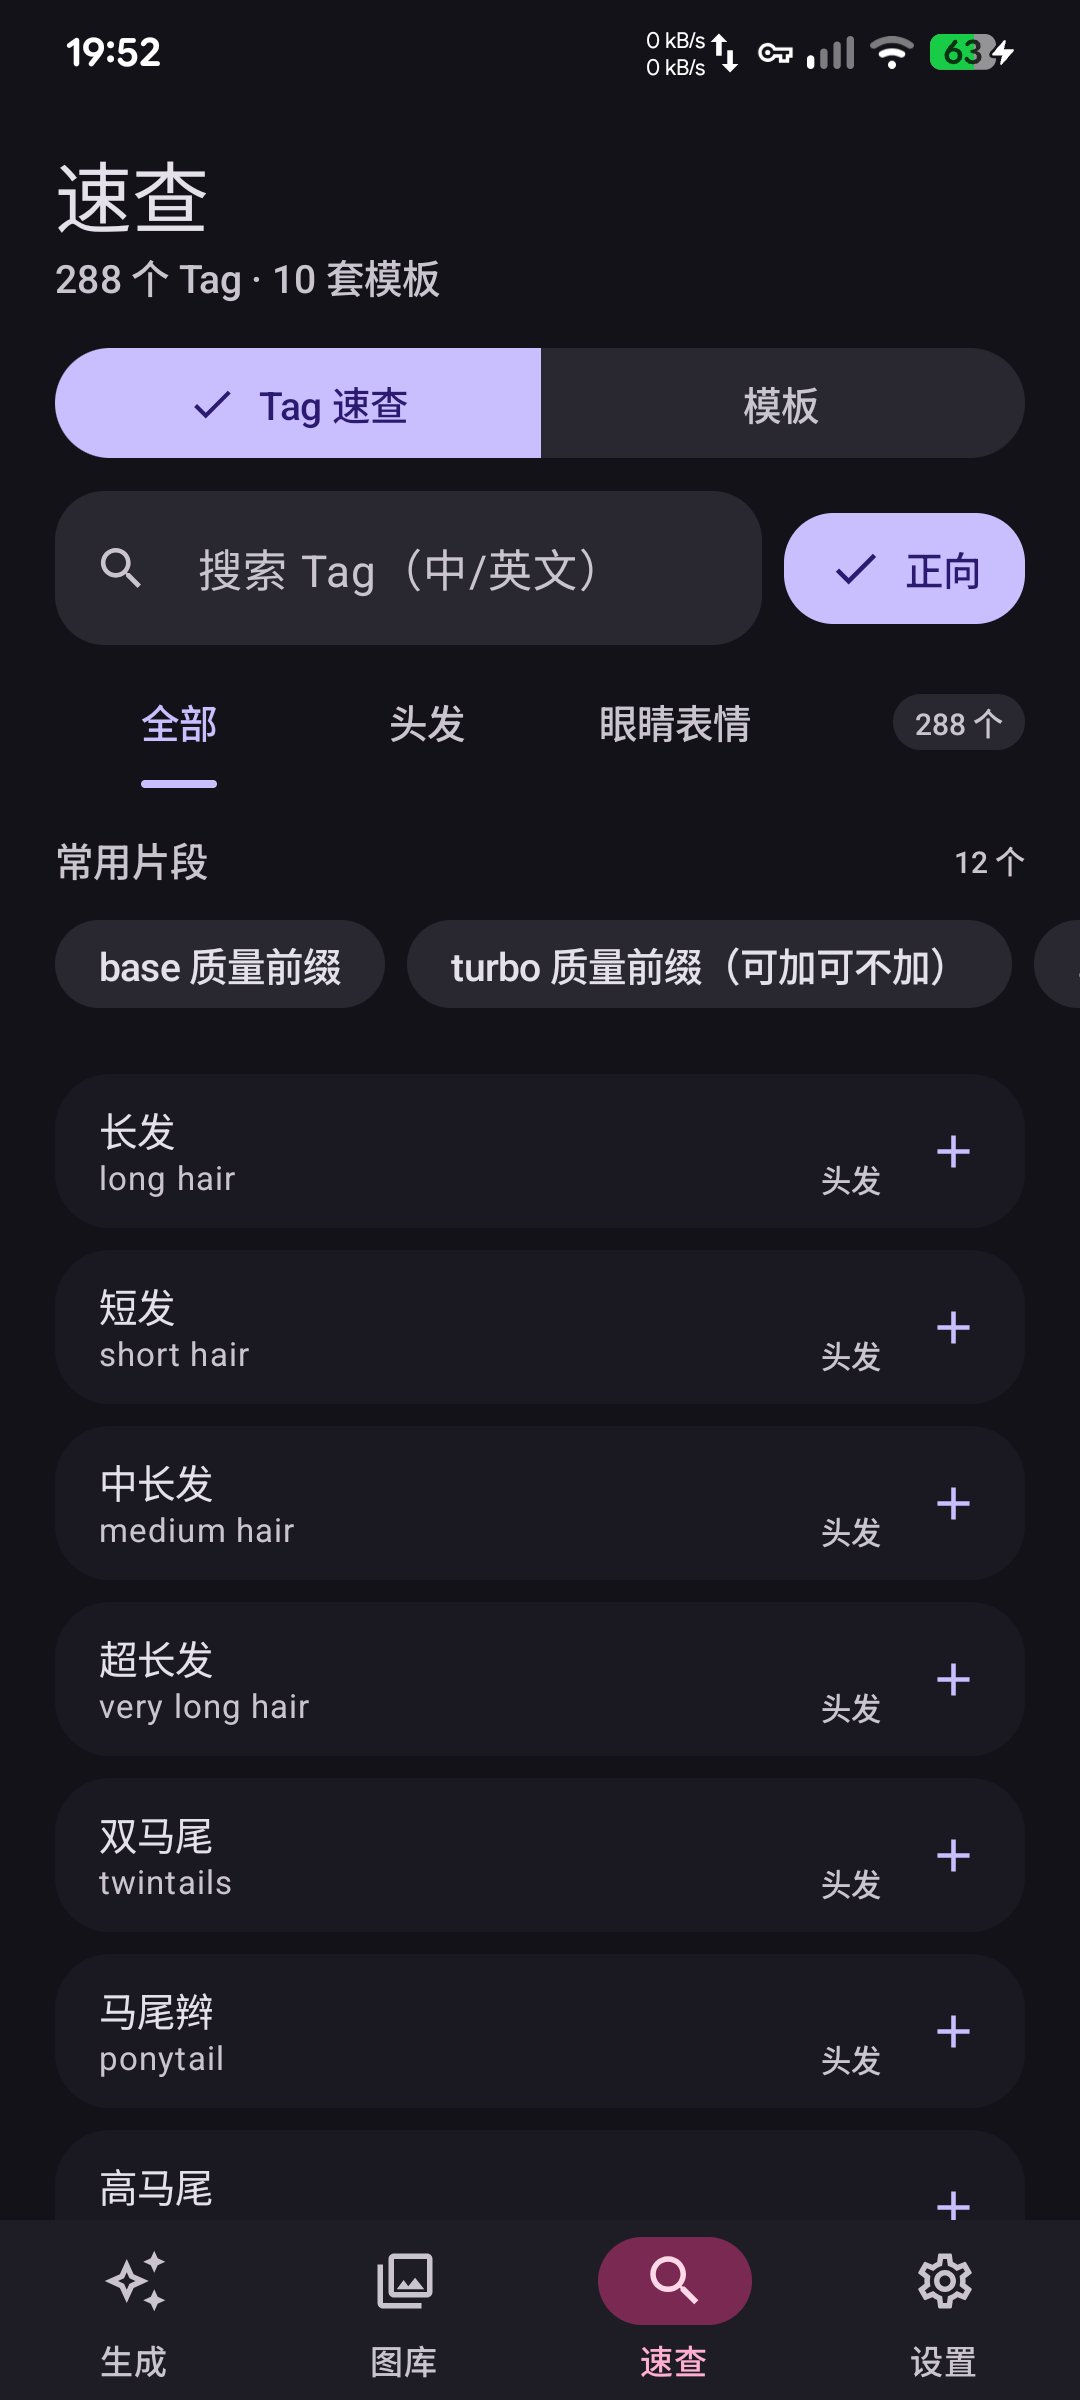 19:52
0 kB/s
0 kB/s
63
速查
288 个 Tag · 10 套模板
Tag 速查
模板
搜索 Tag（中/英文）
正向
全部
头发
眼睛表情
288 个
常用片段
12 个
base 质量前缀
turbo 质量前缀（可加可不加）
长发
long hair
头发
短发
short hair
头发
中长发
medium hair
头发
超长发
very long hair
头发
双马尾
twintails
头发
马尾辫
ponytail
头发
高马尾
生成
图库
速查
设置